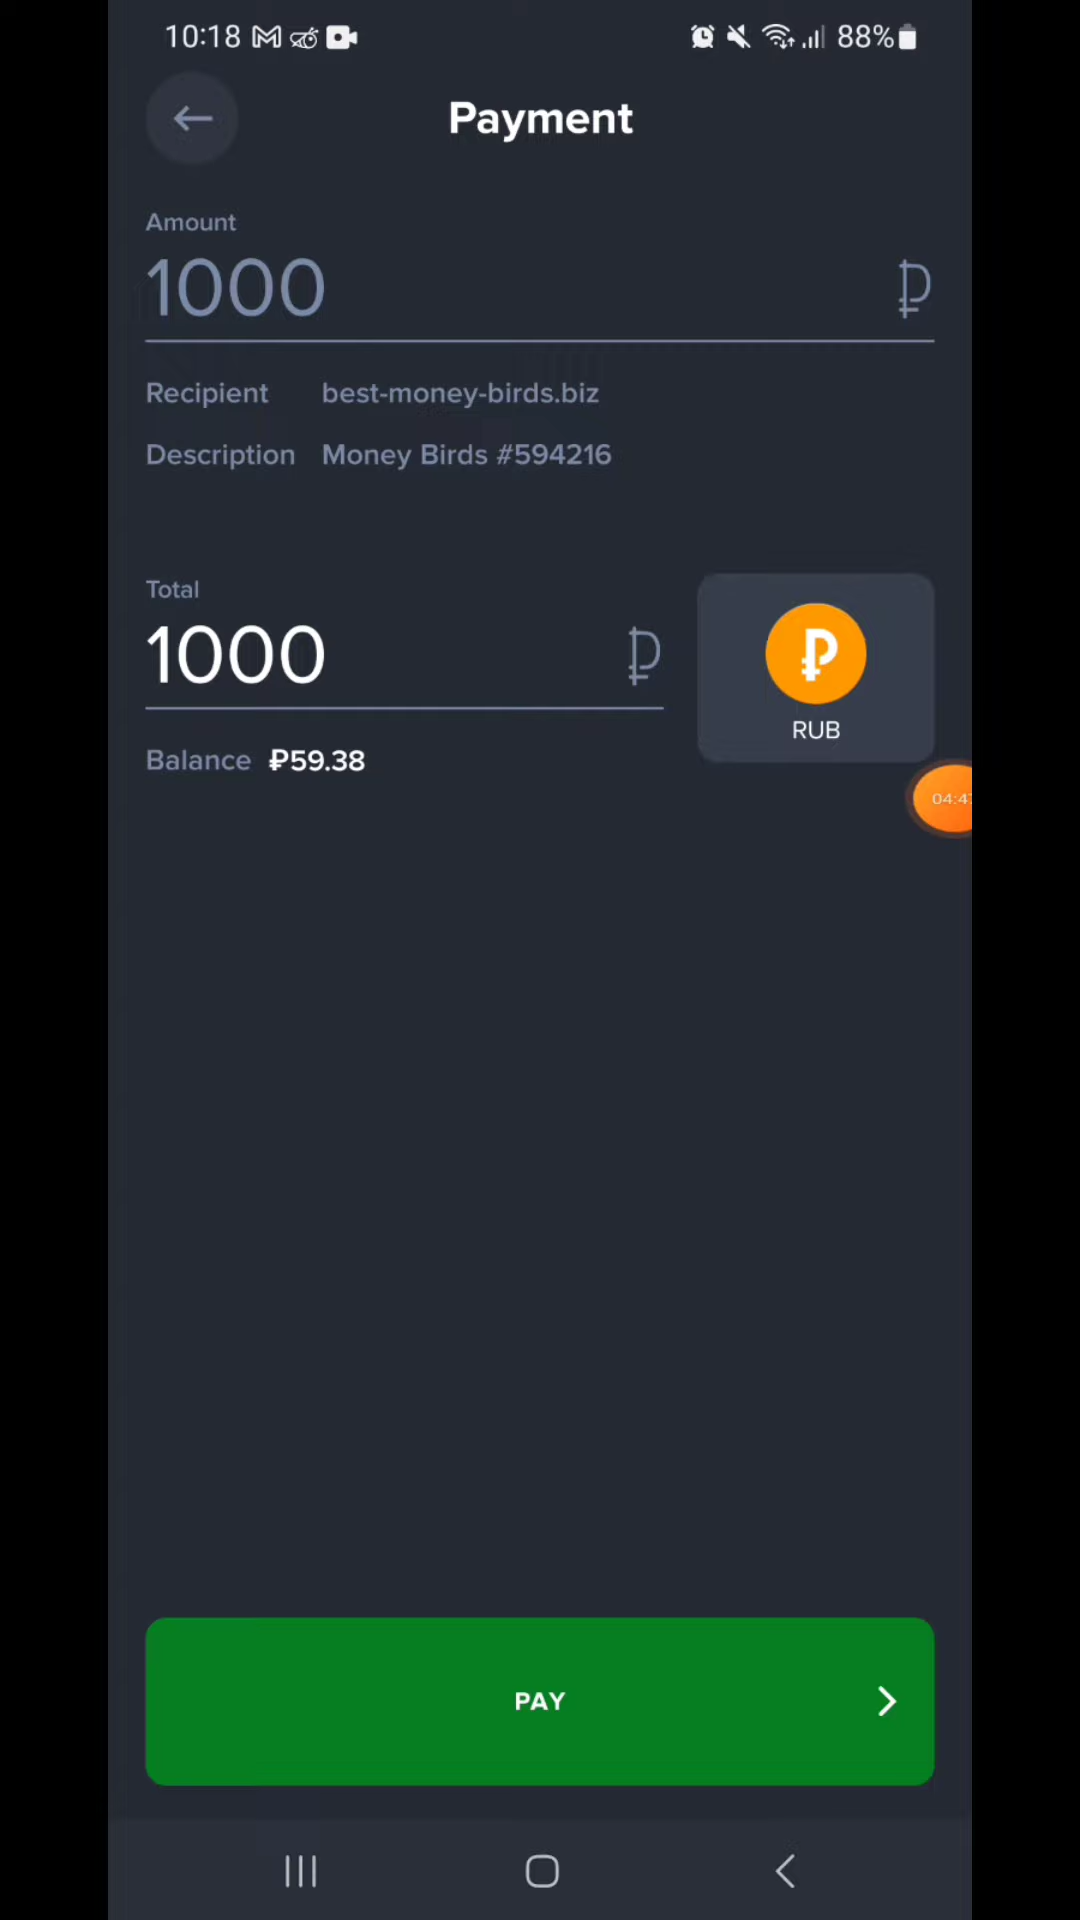 10:18 88%
Payment
Amount
1000 ₽
Recipient best-money-birds.biz
Description Money Birds #594216
Total
1000 ₽
₽
RUB
Balance ₽59.38
PAY